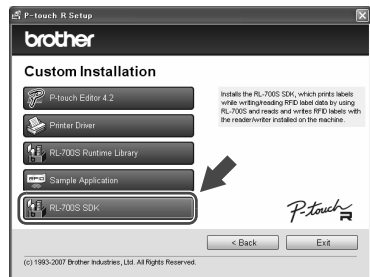 P-touch R Setup
brother
Custom Installation
P-touch Editor 4.2
Printer Driver
RL-700S Runtime Library
Sample Application
RL-700S SDK
Installs the RL-700S SDK, which prints labels
while writing/reading RFID label data by using
RL-700S and reads and writes RFID labels with
the reader/writer installed on the machine.
P-touch R
< Back
Exit
(c) 1993-2007 Brother Industries, Ltd. All Rights Reserved.